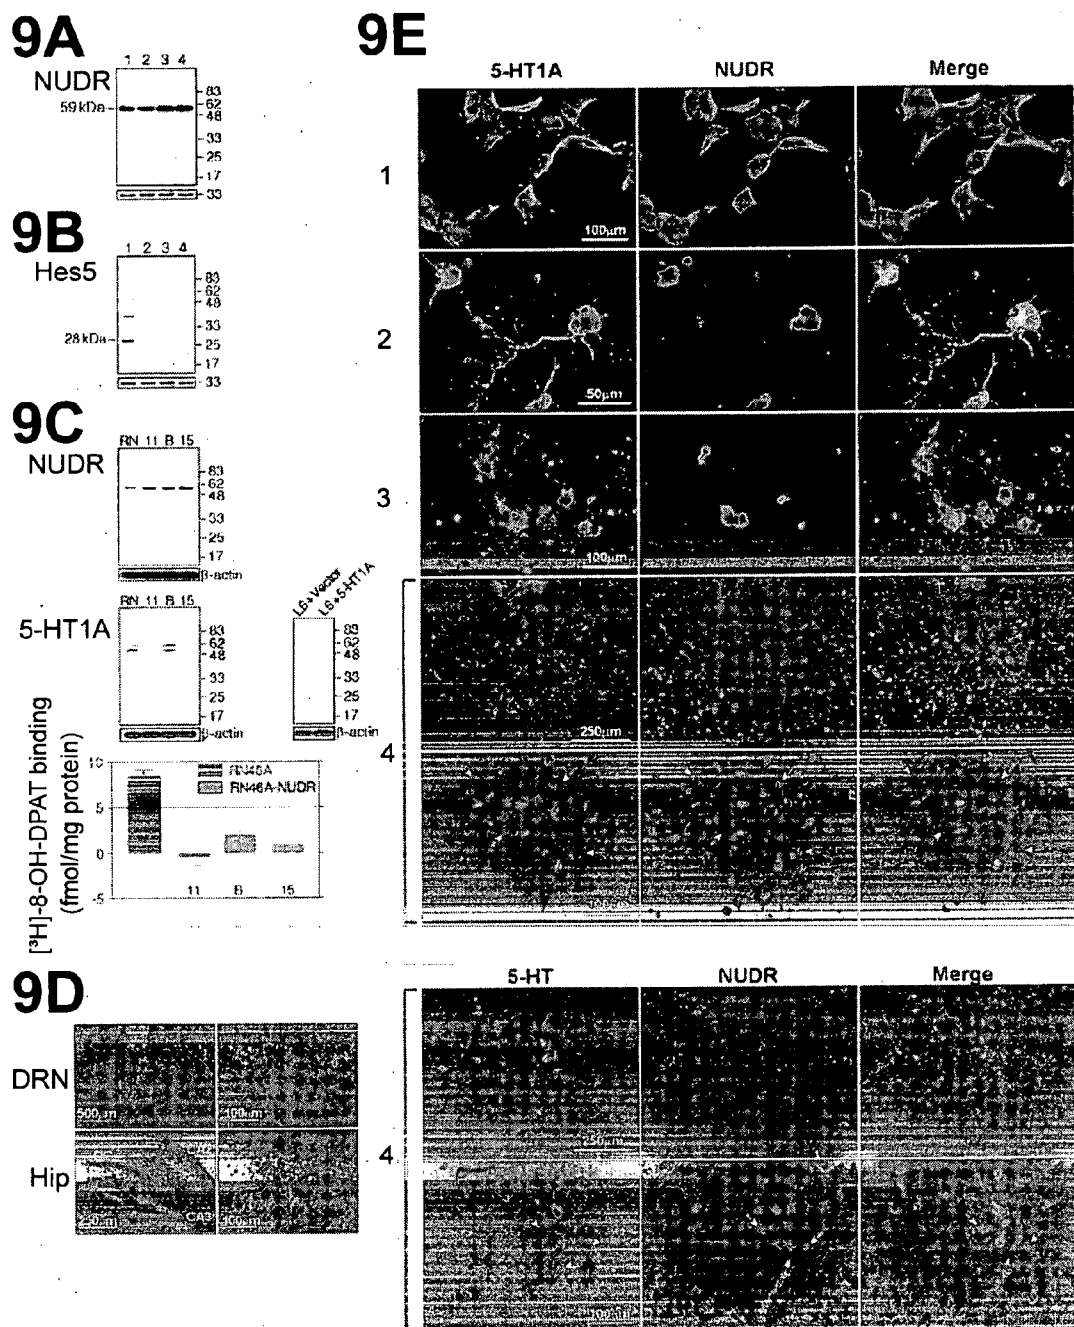 9A
NUDR
1 2 3 4
59kDa
83
62
48
33
25
17
33
9B
Hes5
1 2 3 4
28kDa
83
62
48
33
25
17
33
9C
NUDR
RN 11 B 15
83
62
48
33
25
17
β-actin
5-HT1A
RN 11 B 15
83
62
48
33
25
17
β-actin
L6+Vector
L6+5-HT1A
83
62
48
33
25
17
β-actin
[³H]-8-OH-DPAT binding
(fmol/mg protein)
10
5
0
-5
RN46A
RN46A-NUDR
11 B 15
9D
DRN
500µm
100µm
Hip
250µm
CA3
100µm
9E
5-HT1A NUDR Merge
1
100µm
2
50µm
3
100µm
4
250µm
5-HT NUDR Merge
4
250µm